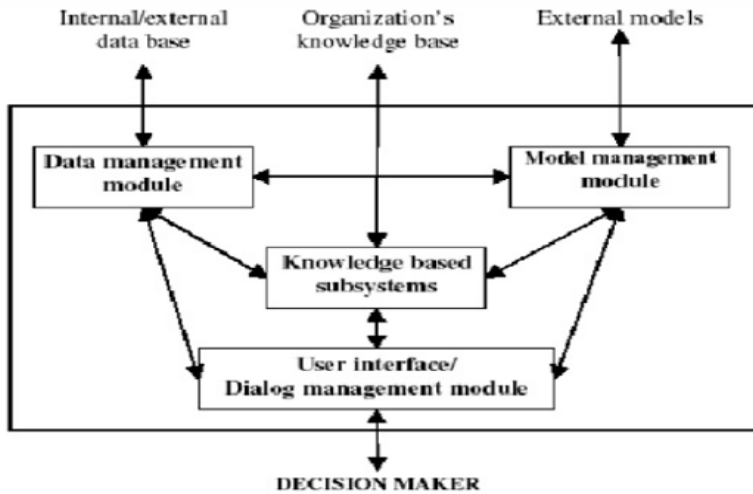 Internal/external
data base
Organization's
knowledge base
External models
Data management
module
Model management
module
Knowledge based
subsystems
User interface/
Dialog management module
DECISION MAKER